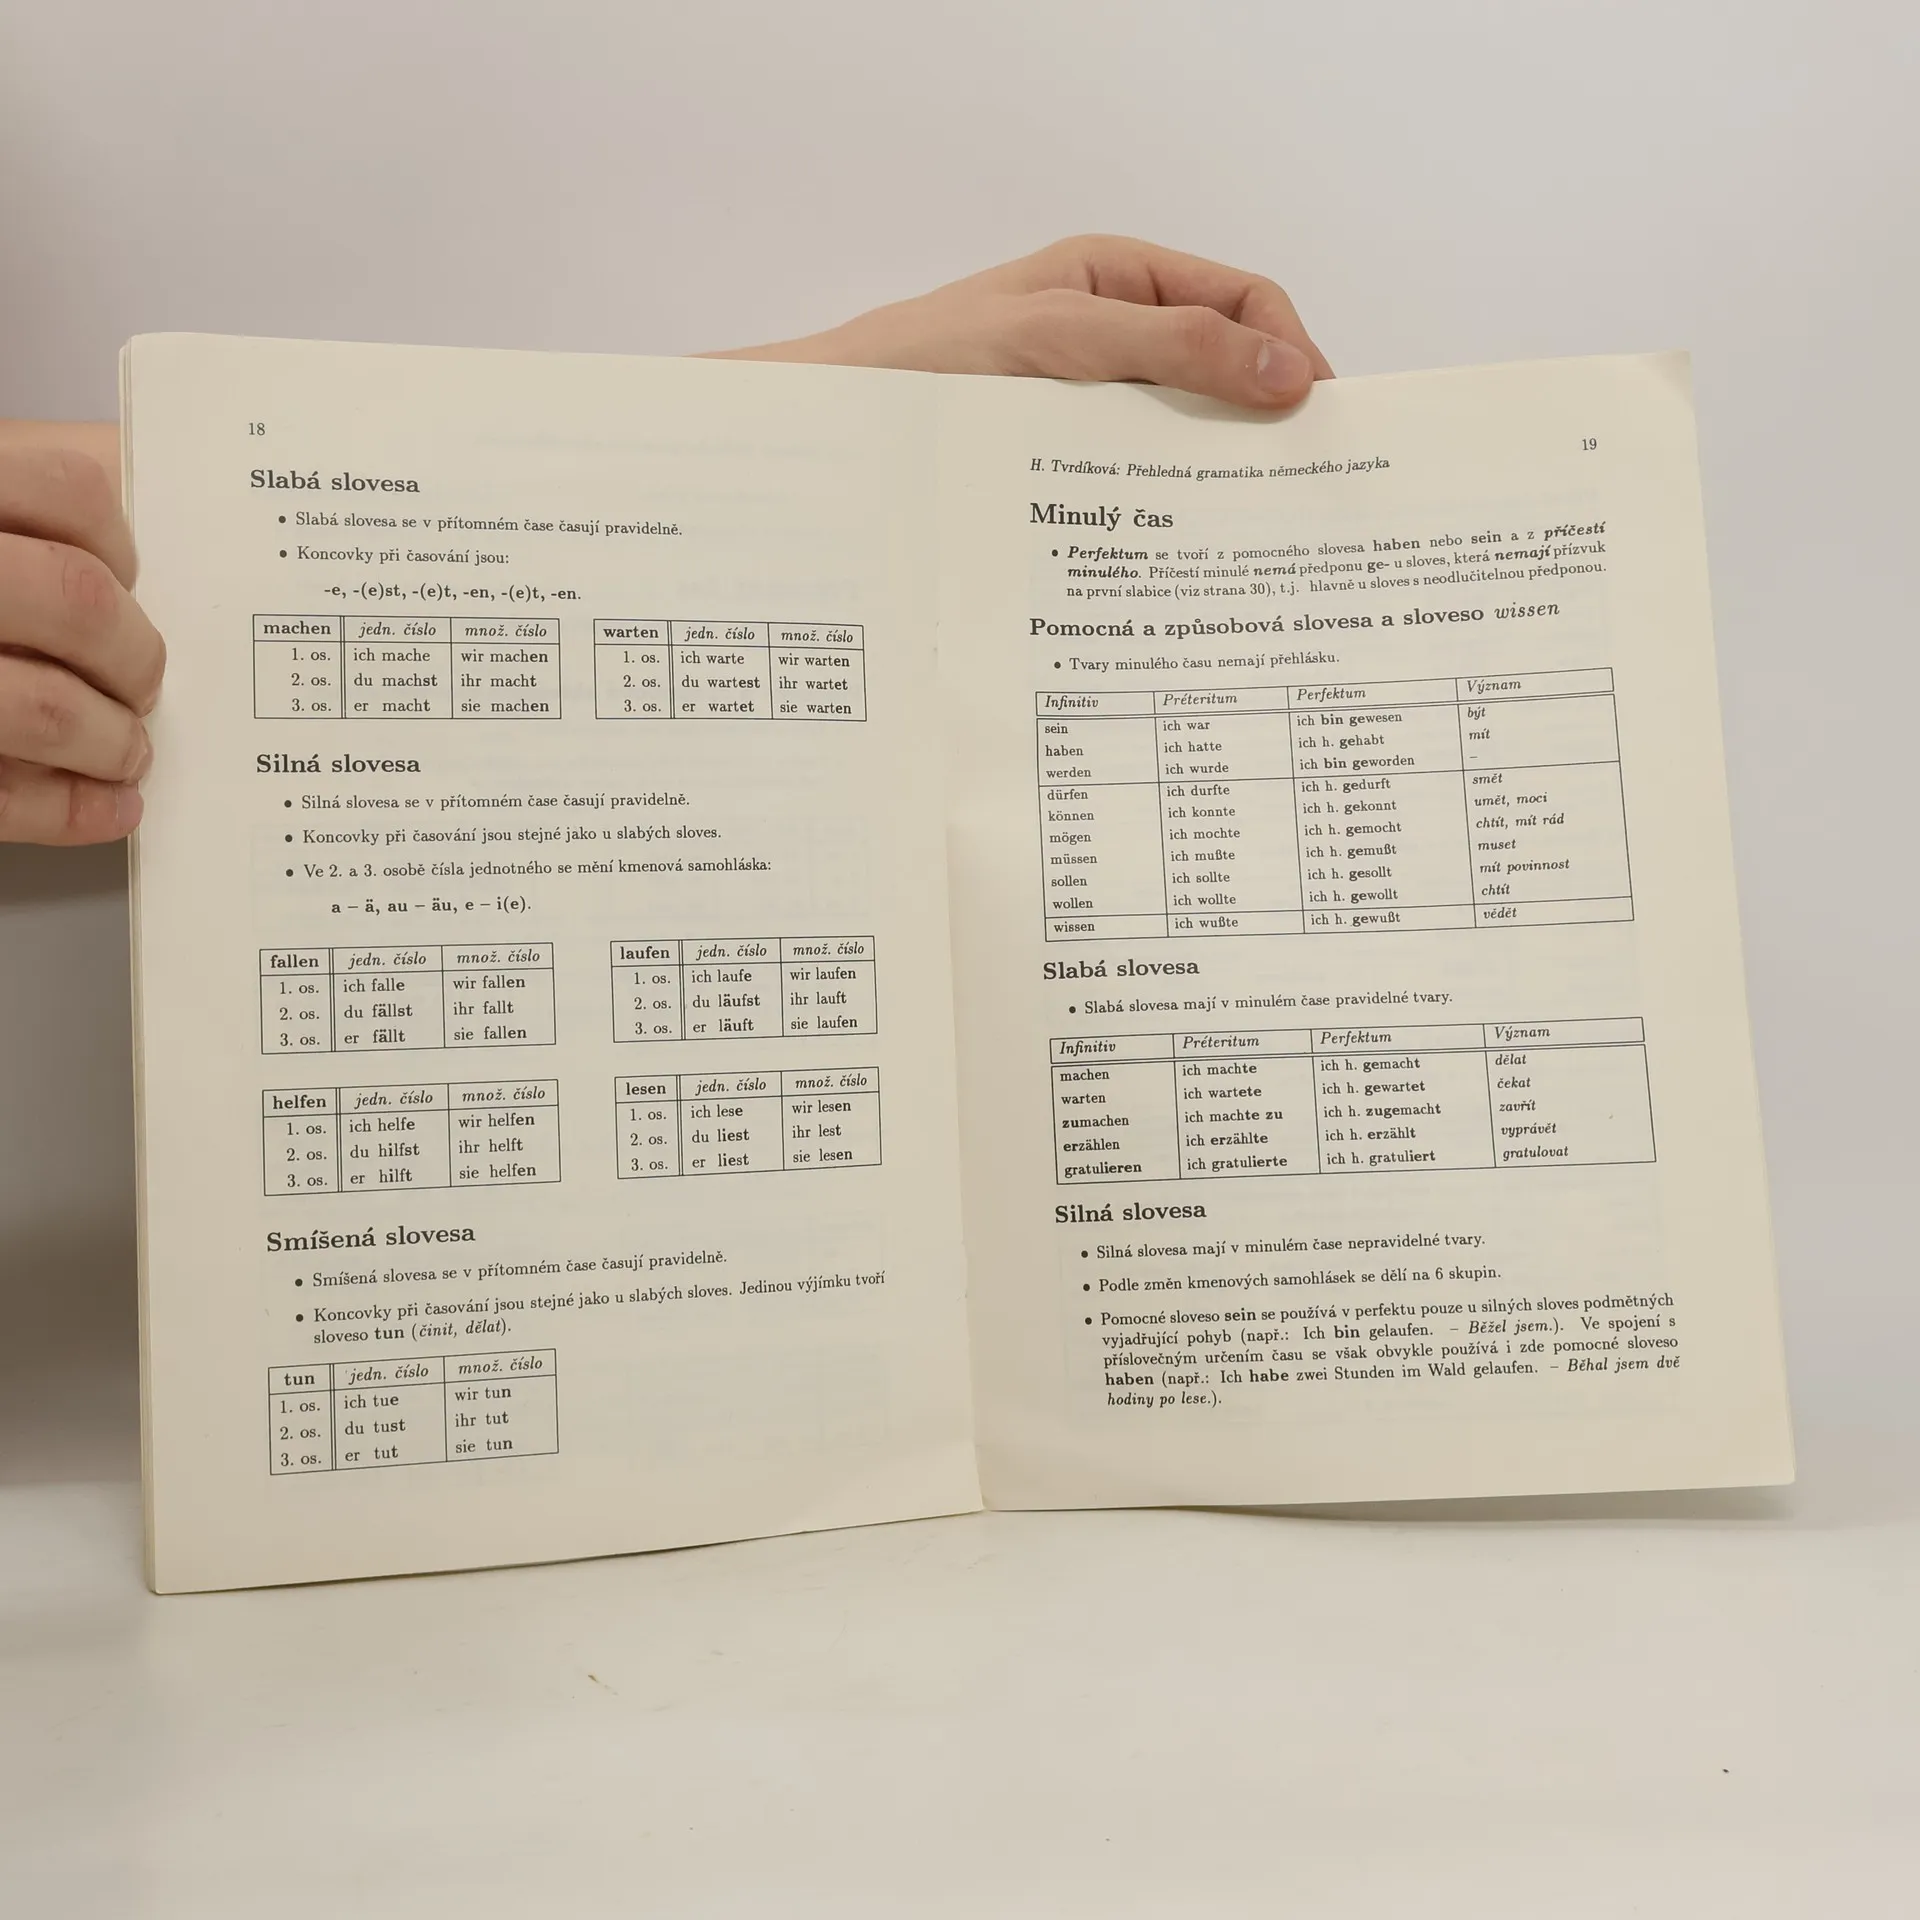 18
Slabá slovesa
• Slabá slovesa se v přítomném čase časují pravidelně.
• Koncovky při časování jsou:
-e, -(e)st, -(e)t, -en, -(e)t, -en.
machen jedn. číslo množ. číslo
1. os. ich mache wir machen
2. os. du machst ihr macht
3. os. er macht sie machen
warten jedn. číslo množ. číslo
1. os. ich warte wir warten
2. os. du wartest ihr wartet
3. os. er wartet sie warten
Silná slovesa
• Silná slovesa se v přítomném čase časují pravidelně.
• Koncovky při časování jsou stejné jako u slabých sloves.
• Ve 2. a 3. osobě čísla jednotného se mění kmenová samohláska:
a – ä, au – äu, e – i(e).
fallen jedn. číslo množ. číslo
1. os. ich falle wir fallen
2. os. du fällst ihr fallt
3. os. er fällt sie fallen
laufen jedn. číslo množ. číslo
1. os. ich laufe wir laufen
2. os. du läufst ihr lauft
3. os. er läuft sie laufen
helfen jedn. číslo množ. číslo
1. os. ich helfe wir helfen
2. os. du hilfst ihr helft
3. os. er hilft sie helfen
lesen jedn. číslo množ. číslo
1. os. ich lese wir lesen
2. os. du liest ihr lest
3. os. er liest sie lesen
Smíšená slovesa
• Smíšená slovesa se v přítomném čase časují pravidelně.
• Koncovky při časování jsou stejné jako u slabých sloves. Jedinou výjimku tvoří
sloveso tun (činit, dělat).
tun jedn. číslo množ. číslo
1. os. ich tue wir tun
2. os. du tust ihr tut
3. os. er tut sie tun
19
H. Tvrdíková: Přehledná gramatika německého jazyka
Minulý čas
• Perfektum se tvoří z pomocného slovesa haben nebo sein a z příčestí
minulého. Příčestí minulé nemá předponu ge- u sloves, která nemají přízvuk
na první slabice (viz strana 30), t.j. hlavně u sloves s neodlučitelnou předponou.
Pomocná a způsobová slovesa a sloveso wissen
• Tvary minulého času nemají přehlásku.
Infinitiv Préteritum Perfektum Význam
sein ich war ich bin gewesen být
haben ich hatte ich h. gehabt mít
werden ich wurde ich bin geworden –
dürfen ich durfte ich h. gedurft smět
können ich konnte ich h. gekonnt umět, moci
mögen ich mochte ich h. gemocht chtít, mít rád
müssen ich mußte ich h. gemußt muset
sollen ich sollte ich h. gesollt mít povinnost
wollen ich wollte ich h. gewollt chtít
wissen ich wußte ich h. gewußt vědět
Slabá slovesa
• Slabá slovesa mají v minulém čase pravidelné tvary.
Infinitiv Préteritum Perfektum Význam
machen ich machte ich h. gemacht dělat
warten ich wartete ich h. gewartet čekat
zumachen ich machte zu ich h. zugemacht zavřít
erzählen ich erzählte ich h. erzählt vyprávět
gratulieren ich gratulierte ich h. gratuliert gratulovat
Silná slovesa
• Silná slovesa mají v minulém čase nepravidelné tvary.
• Podle změn kmenových samohlásek se dělí na 6 skupin.
• Pomocné sloveso sein se používá v perfektu pouze u silných sloves podmětných
vyjadřující pohyb (např.: Ich bin gelaufen. – Běžel jsem.). Ve spojení s
příslovečným určením času se však obvykle používá i zde pomocné sloveso
haben (např.: Ich habe zwei Stunden im Wald gelaufen. – Běhal jsem dvě
hodiny po lese.).